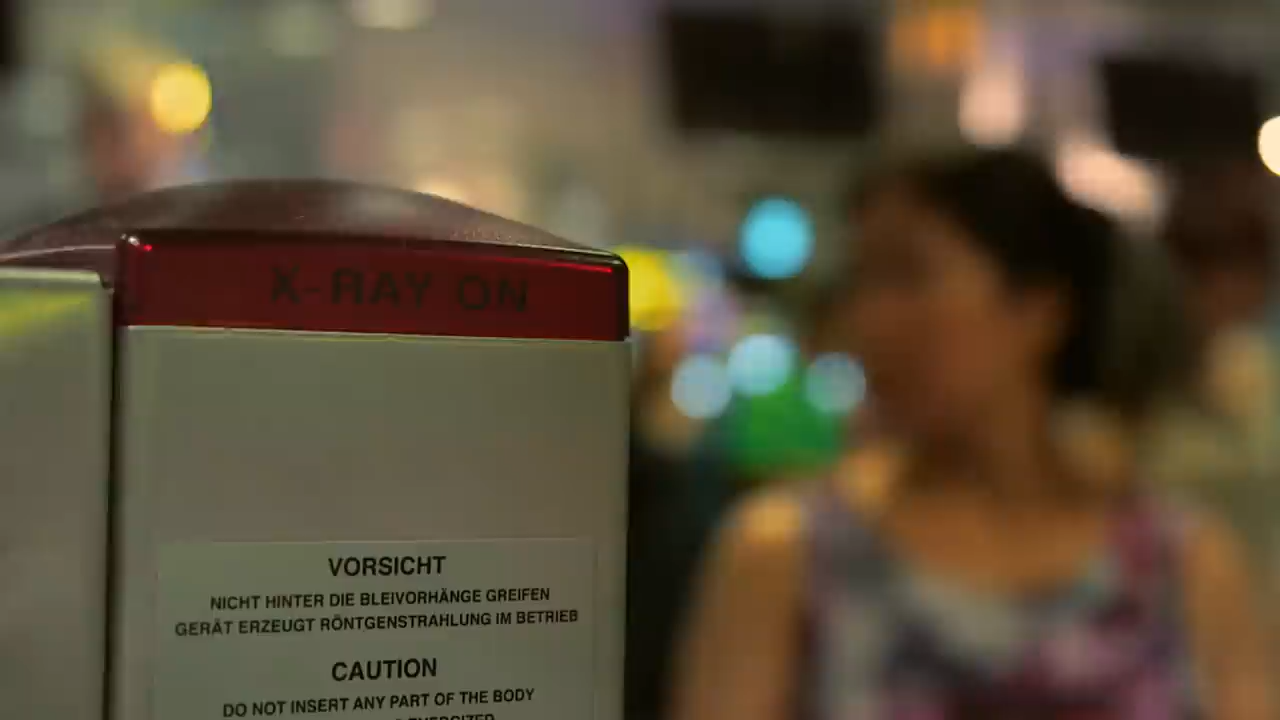 X-RAY ON
VORSICHT
NICHT HINTER DIE BLEIVORHÄNGE GREIFEN
GERÄT ERZEUGT RÖNTGENSTRAHLUNG IM BETRIEB
CAUTION
DO NOT INSERT ANY PART OF THE BODY